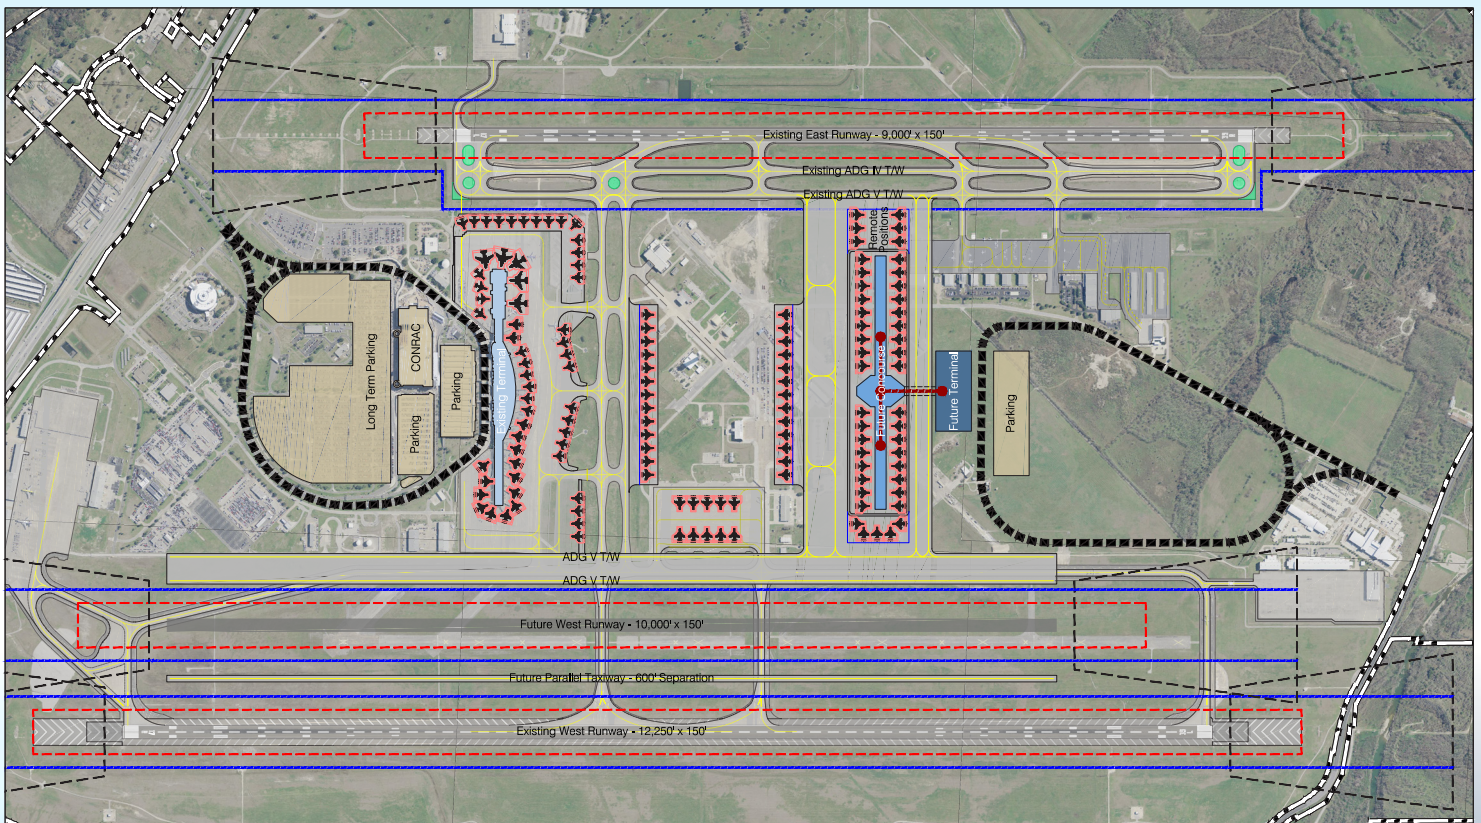 Existing East Runway - 9,000' x 150'
Existing ADG IV T/W
Existing ADG V T/W
Remote
Positions
Long Term Parking
CONRAC
Parking
Parking
Existing Terminal
Future Concourse
Future Terminal
Parking
ADG V T/W
ADG V T/W
Future West Runway - 10,000' x 150'
Future Parallel Taxiway - 600' Separation
Existing West Runway - 12,250' x 150'